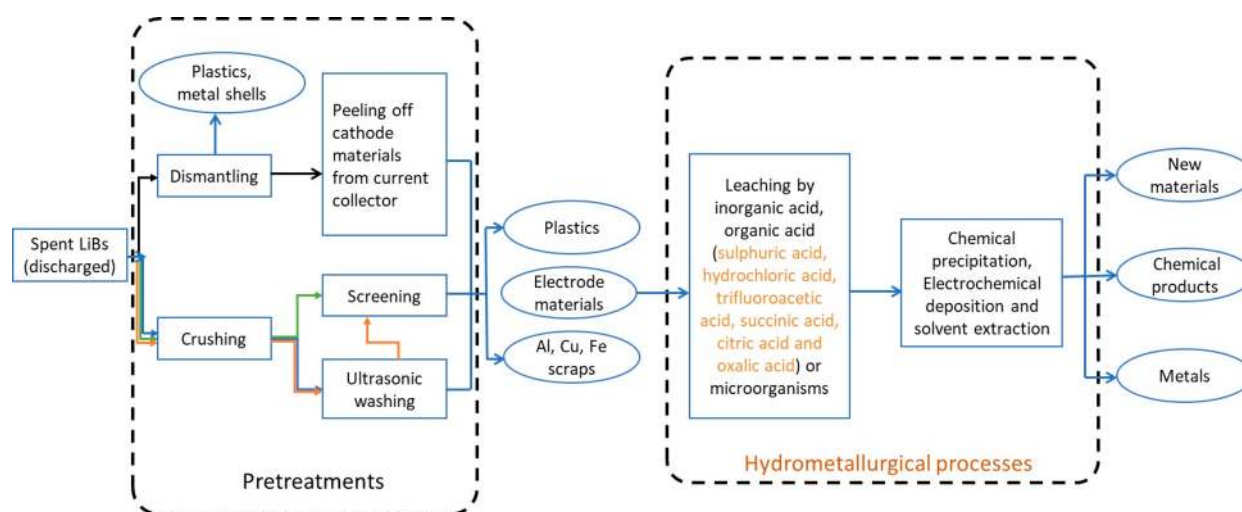 Plastics,
metal shells
Peeling off
cathode
materials
from current
collector
Dismantling
Spent LiBs
(discharged)
Crushing
Screening
Ultrasonic
washing
Pretreatments
Plastics
Electrode
materials
Al, Cu, Fe
scraps
Leaching by
inorganic acid,
organic acid
(sulphuric acid,
hydrochloric acid,
trifluoroacetic
acid, succinic acid,
citric acid and
oxalic acid) or
microorganisms
Chemical
precipitation,
Electrochemical
deposition and
solvent extraction
Hydrometallurgical processes
New
materials
Chemical
products
Metals